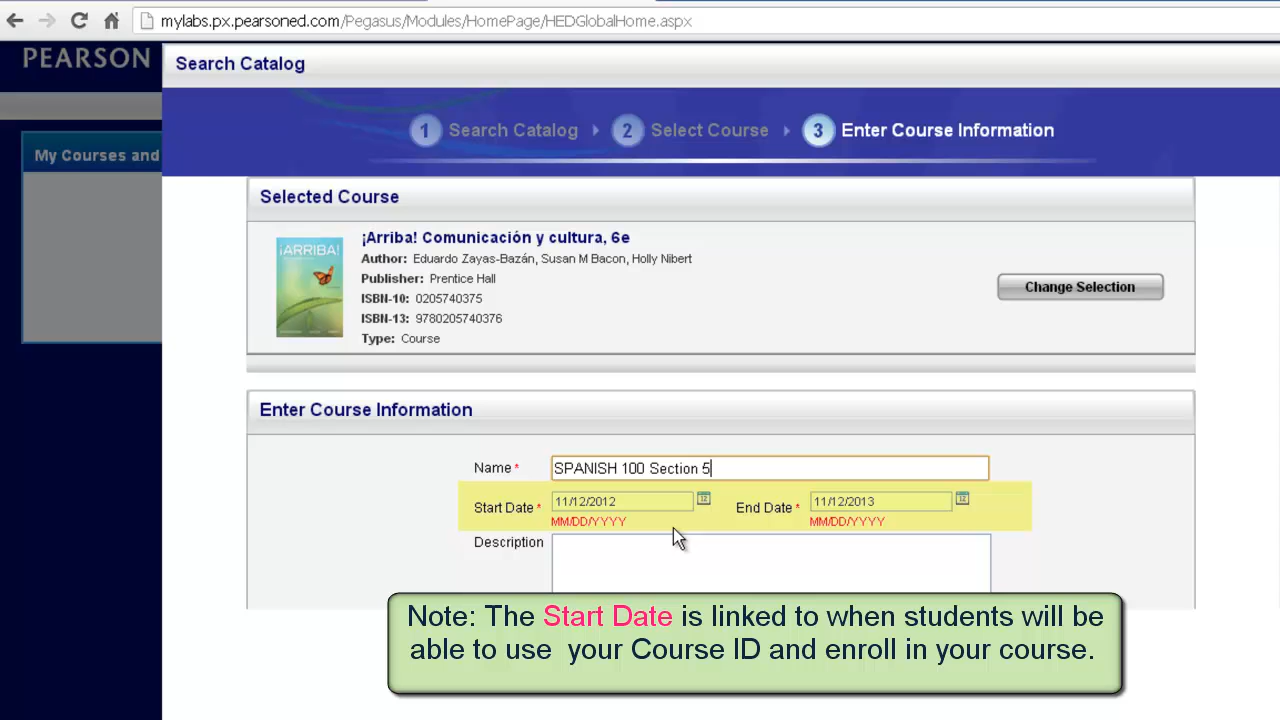 mylabs.px.pearsoned.com/Pegasus/Modules/HomePage/HEDGlobalHome.aspx
PEARSON
Search Catalog
1 Search Catalog 2 Select Course 3 Enter Course Information
My Courses and
Selected Course
¡ARRIBA!
¡Arriba! Comunicación y cultura, 6e
Author: Eduardo Zayas-Bazán, Susan M Bacon, Holly Nibert
Publisher: Prentice Hall
ISBN-10: 0205740375
ISBN-13: 9780205740376
Type: Course
Change Selection
Enter Course Information
Name * SPANISH 100 Section 5
Start Date * 11/12/2012 End Date * 11/12/2013
MM/DD/YYYY MM/DD/YYYY
Description
Note: The Start Date is linked to when students will be
able to use your Course ID and enroll in your course.